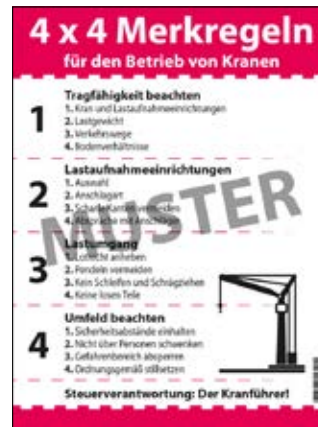 4 x 4 Merkregeln
für den Betrieb von Kranen
1
Tragfähigkeit beachten
1. Kran und Lastaufnahmeeinrichtungen
2. Lastgewicht
3. Verkehrswege
4. Bodenverhältnisse
2
Lastaufnahmeeinrichtungen
1. Auswahl
2. Anschlagart
3. Scharfe Kanten vermeiden
4. Absprache mit Anschläger
MUSTER
3
Lastumgang
1. Lotrecht anheben
2. Pendeln vermeiden
3. Kein Schleifen und Schrägziehen
4. Keine losen Teile
4
Umfeld beachten
1. Sicherheitsabstände einhalten
2. Nicht über Personen schwenken
3. Gefahrenbereich absperren
4. Ordnungsgemäß stillsetzen
Steuerverantwortung: Der Kranführer!